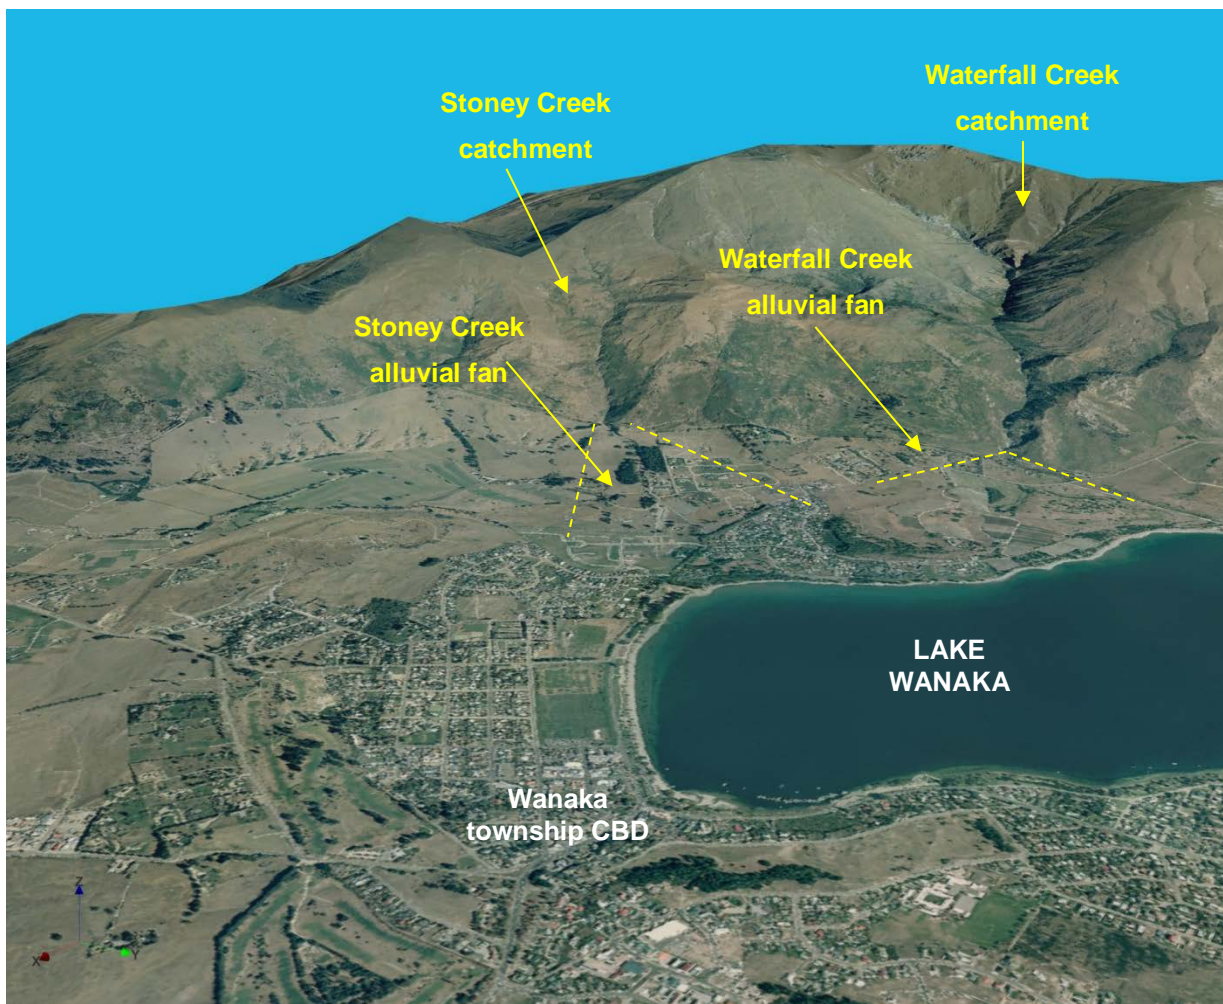 Waterfall Creek
catchment
Stoney Creek
catchment
Waterfall Creek
alluvial fan
Stoney Creek
alluvial fan
LAKE
WANAKA
Wanaka
township CBD
Z
X
Y